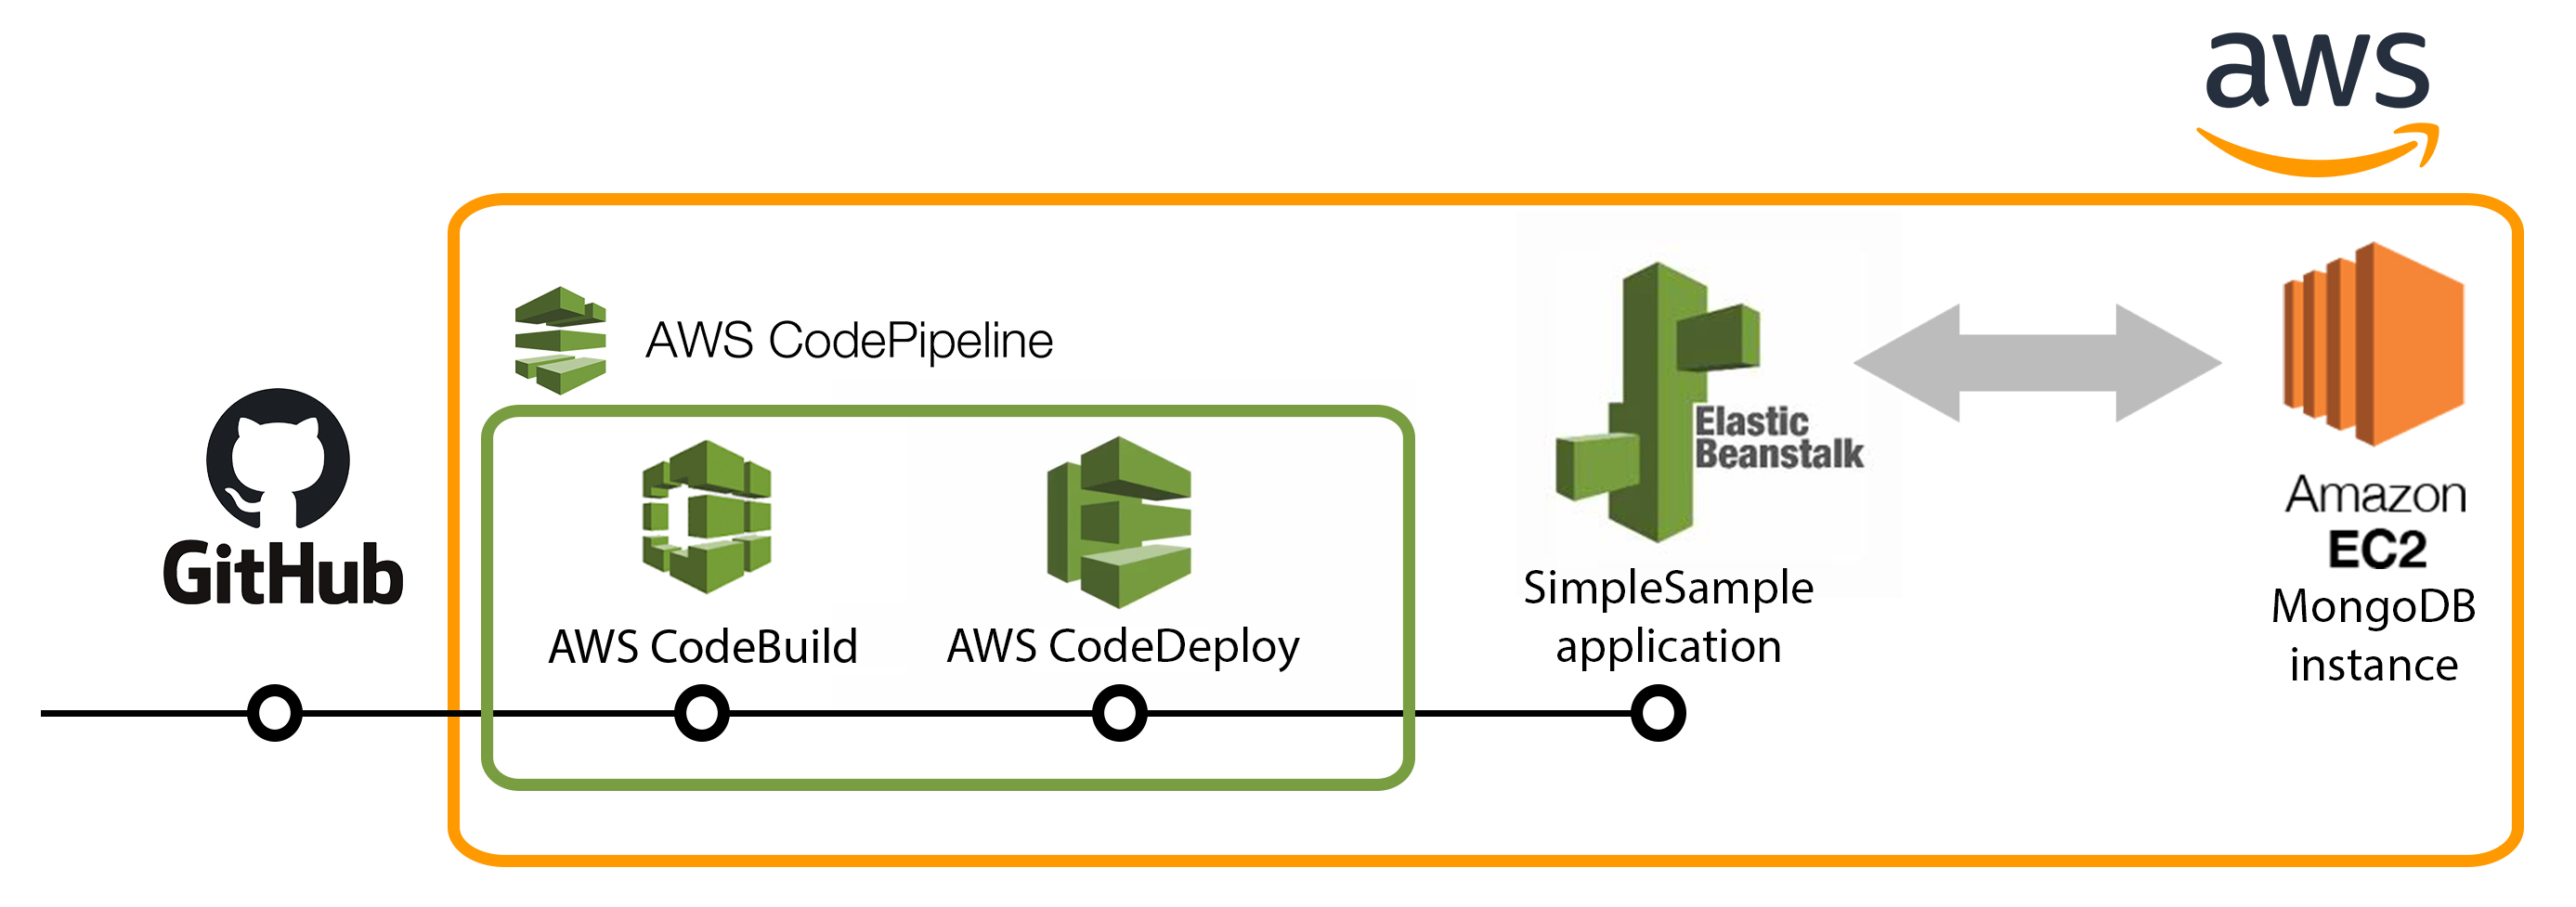 aws
AWS CodePipeline
GitHub
AWS CodeBuild
AWS CodeDeploy
Elastic
Beanstalk
SimpleSample
application
Amazon
EC2
MongoDB
instance